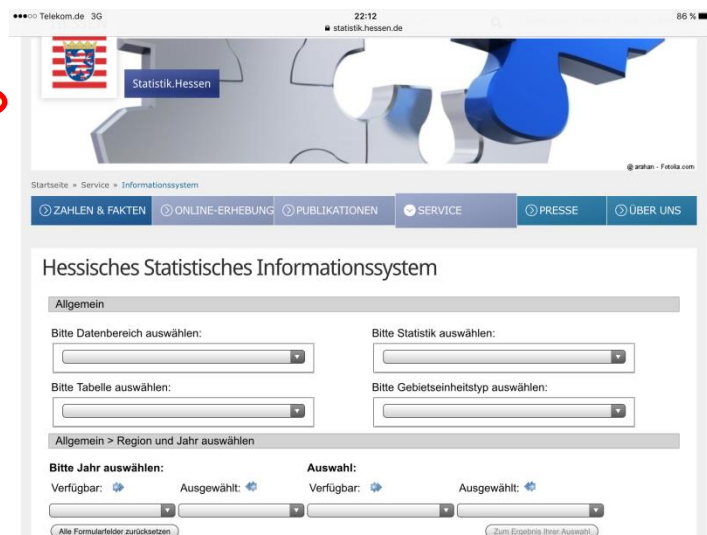 Telekom.de 3G 22:12 86 %
statistik.hessen.de
Statistik.Hessen
@ arahan - Fotolia.com
Startseite » Service » Informationssystem
ZAHLEN & FAKTEN ONLINE-ERHEBUNG PUBLIKATIONEN SERVICE PRESSE ÜBER UNS
Hessisches Statistisches Informationssystem
Allgemein
Bitte Datenbereich auswählen: Bitte Statistik auswählen:
Bitte Tabelle auswählen: Bitte Gebietseinheitstyp auswählen:
Allgemein > Region und Jahr auswählen
Bitte Jahr auswählen: Auswahl:
Verfügbar: Ausgewählt: Verfügbar: Ausgewählt:
Alle Formularfelder zurücksetzen Zum Ergebnis Ihrer Auswahl